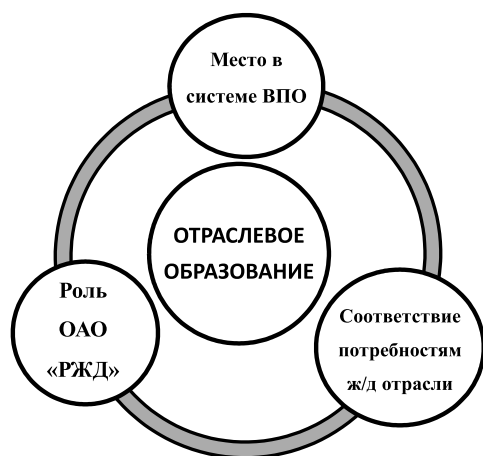 Место в
системе ВПО
ОТРАСЛЕВОЕ
ОБРАЗОВАНИЕ
Роль
ОАО
«РЖД»
Соответствие
потребностям
ж/д отрасли